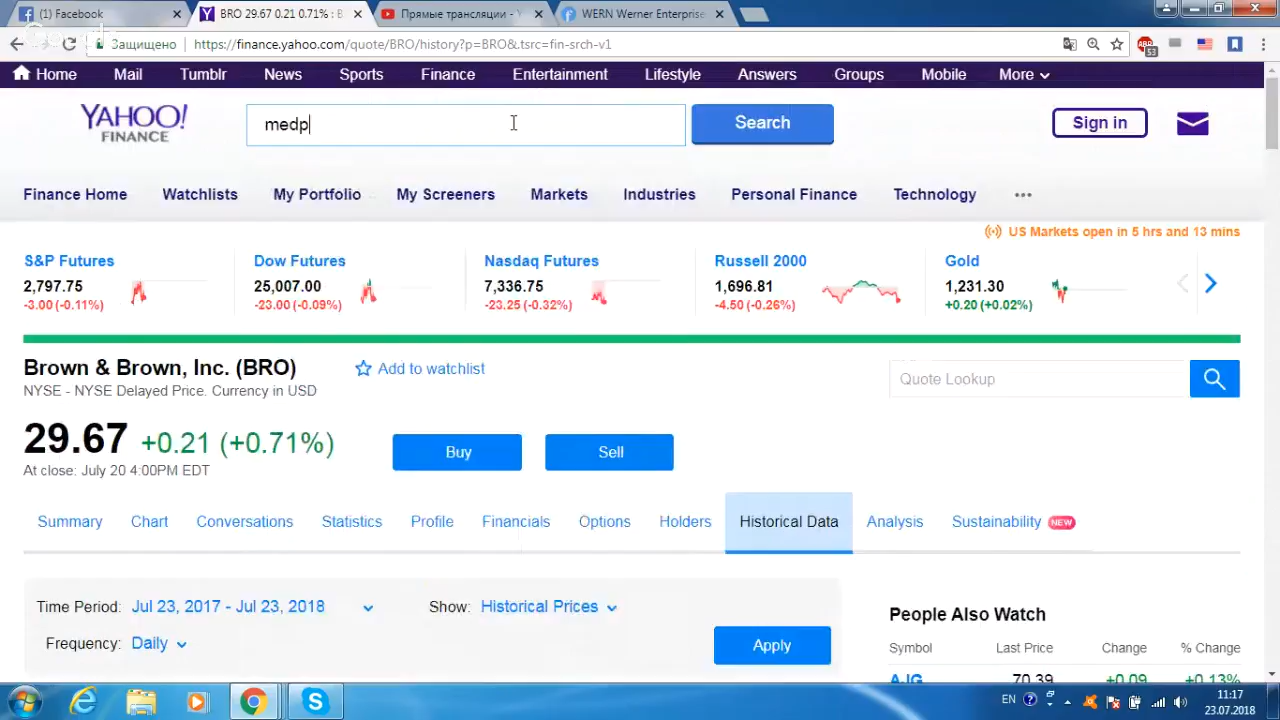 (1) Facebook
BRO 29.67 0.21 0.71% :
Прямые трансляции - Y
WERN Werner Enterprise
Защищено
https://finance.yahoo.com/quote/BRO/history?p=BRO&.tsrc=fin-srch-v1
53
Home Mail Tumblr News Sports Finance Entertainment Lifestyle Answers Groups Mobile More
YAHOO!
FINANCE
medp
Search
Sign in
Finance Home Watchlists My Portfolio My Screeners Markets Industries Personal Finance Technology
US Markets open in 5 hrs and 13 mins
S&P Futures
2,797.75
-3.00 (-0.11%)
Dow Futures
25,007.00
-23.00 (-0.09%)
Nasdaq Futures
7,336.75
-23.25 (-0.32%)
Russell 2000
1,696.81
-4.50 (-0.26%)
Gold
1,231.30
+0.20 (+0.02%)
Brown & Brown, Inc. (BRO)
Add to watchlist
NYSE - NYSE Delayed Price. Currency in USD
Quote Lookup
29.67 +0.21 (+0.71%)
At close: July 20 4:00PM EDT
Buy
Sell
Summary Chart Conversations Statistics Profile Financials Options Holders Historical Data Analysis Sustainability NEW
Time Period: Jul 23, 2017 - Jul 23, 2018
Show: Historical Prices
Frequency: Daily
Apply
People Also Watch
Symbol Last Price Change % Change
AJG 70.39 +0.09 +0.13%
EN
11:17
23.07.2018